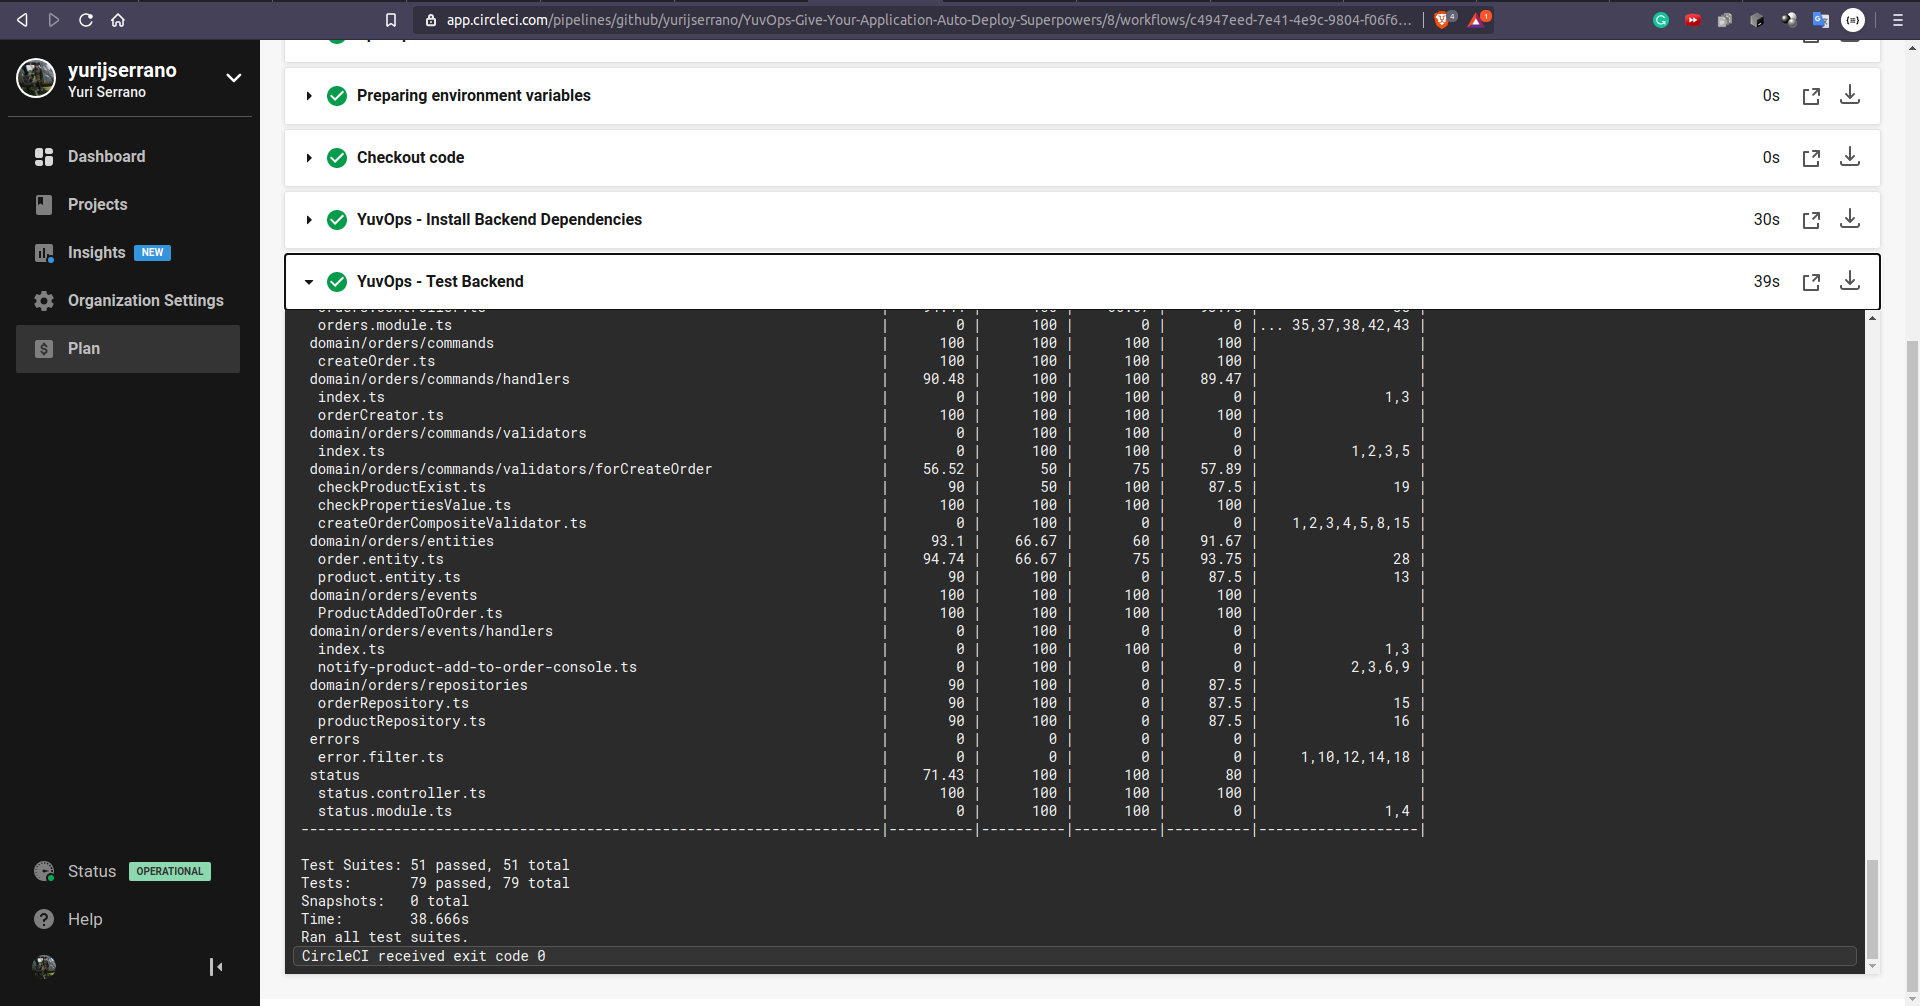 app.circleci.com/pipelines/github/yurijserrano/YuvOps-Give-Your-Application-Auto-Deploy-Superpowers/8/workflows/c4947eed-7e41-4e9c-9804-f06f6...
4
1
yurijserrano
Yuri Serrano
Dashboard
Projects
Insights NEW
Organization Settings
Plan
Status OPERATIONAL
Help
Preparing environment variables 0s
Checkout code 0s
YuvOps - Install Backend Dependencies 30s
YuvOps - Test Backend 39s
orders.module.ts | 0 | 100 | 0 | 0 |... 35,37,38,42,43 |
domain/orders/commands | 100 | 100 | 100 | 100 | |
createOrder.ts | 100 | 100 | 100 | 100 | |
domain/orders/commands/handlers | 90.48 | 100 | 100 | 89.47 | |
index.ts | 0 | 100 | 100 | 0 | 1,3 |
orderCreator.ts | 100 | 100 | 100 | 100 | |
domain/orders/commands/validators | 0 | 100 | 100 | 0 | |
index.ts | 0 | 100 | 100 | 0 | 1,2,3,5 |
domain/orders/commands/validators/forCreateOrder | 56.52 | 50 | 75 | 57.89 | |
checkProductExist.ts | 90 | 50 | 100 | 87.5 | 19 |
checkPropertiesValue.ts | 100 | 100 | 100 | 100 | |
createOrderCompositeValidator.ts | 0 | 100 | 0 | 0 | 1,2,3,4,5,8,15 |
domain/orders/entities | 93.1 | 66.67 | 60 | 91.67 | |
order.entity.ts | 94.74 | 66.67 | 75 | 93.75 | 28 |
product.entity.ts | 90 | 100 | 0 | 87.5 | 13 |
domain/orders/events | 100 | 100 | 100 | 100 | |
ProductAddedToOrder.ts | 100 | 100 | 100 | 100 | |
domain/orders/events/handlers | 0 | 100 | 0 | 0 | |
index.ts | 0 | 100 | 100 | 0 | 1,3 |
notify-product-add-to-order-console.ts | 0 | 100 | 0 | 0 | 2,3,6,9 |
domain/orders/repositories | 90 | 100 | 0 | 87.5 | |
orderRepository.ts | 90 | 100 | 0 | 87.5 | 15 |
productRepository.ts | 90 | 100 | 0 | 87.5 | 16 |
errors | 0 | 0 | 0 | 0 | |
error.filter.ts | 0 | 0 | 0 | 0 | 1,10,12,14,18 |
status | 71.43 | 100 | 100 | 80 | |
status.controller.ts | 100 | 100 | 100 | 100 | |
status.module.ts | 0 | 100 | 100 | 0 | 1,4 |
---------------------------------------------------------------------|----------|----------|----------|----------|-------------------|
Test Suites: 51 passed, 51 total
Tests: 79 passed, 79 total
Snapshots: 0 total
Time: 38.666s
Ran all test suites.
CircleCI received exit code 0